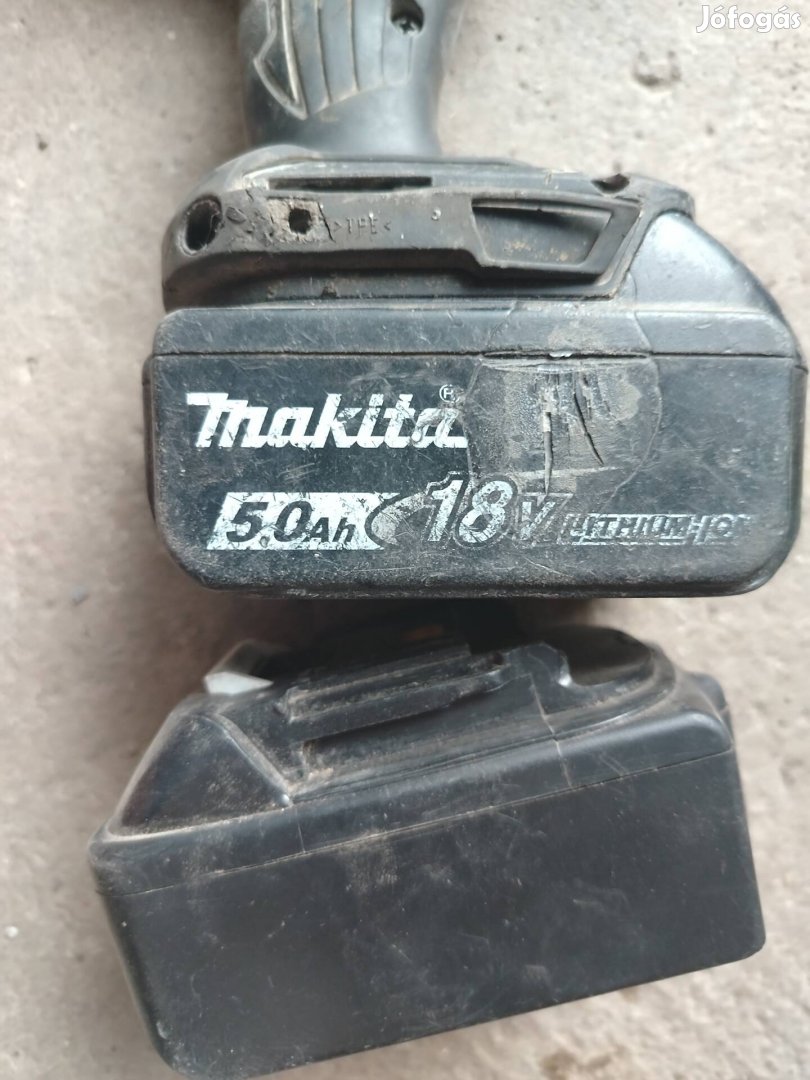 Jófogás
>TPE<
makita®
5.0Ah 18V LITHIUM-ION